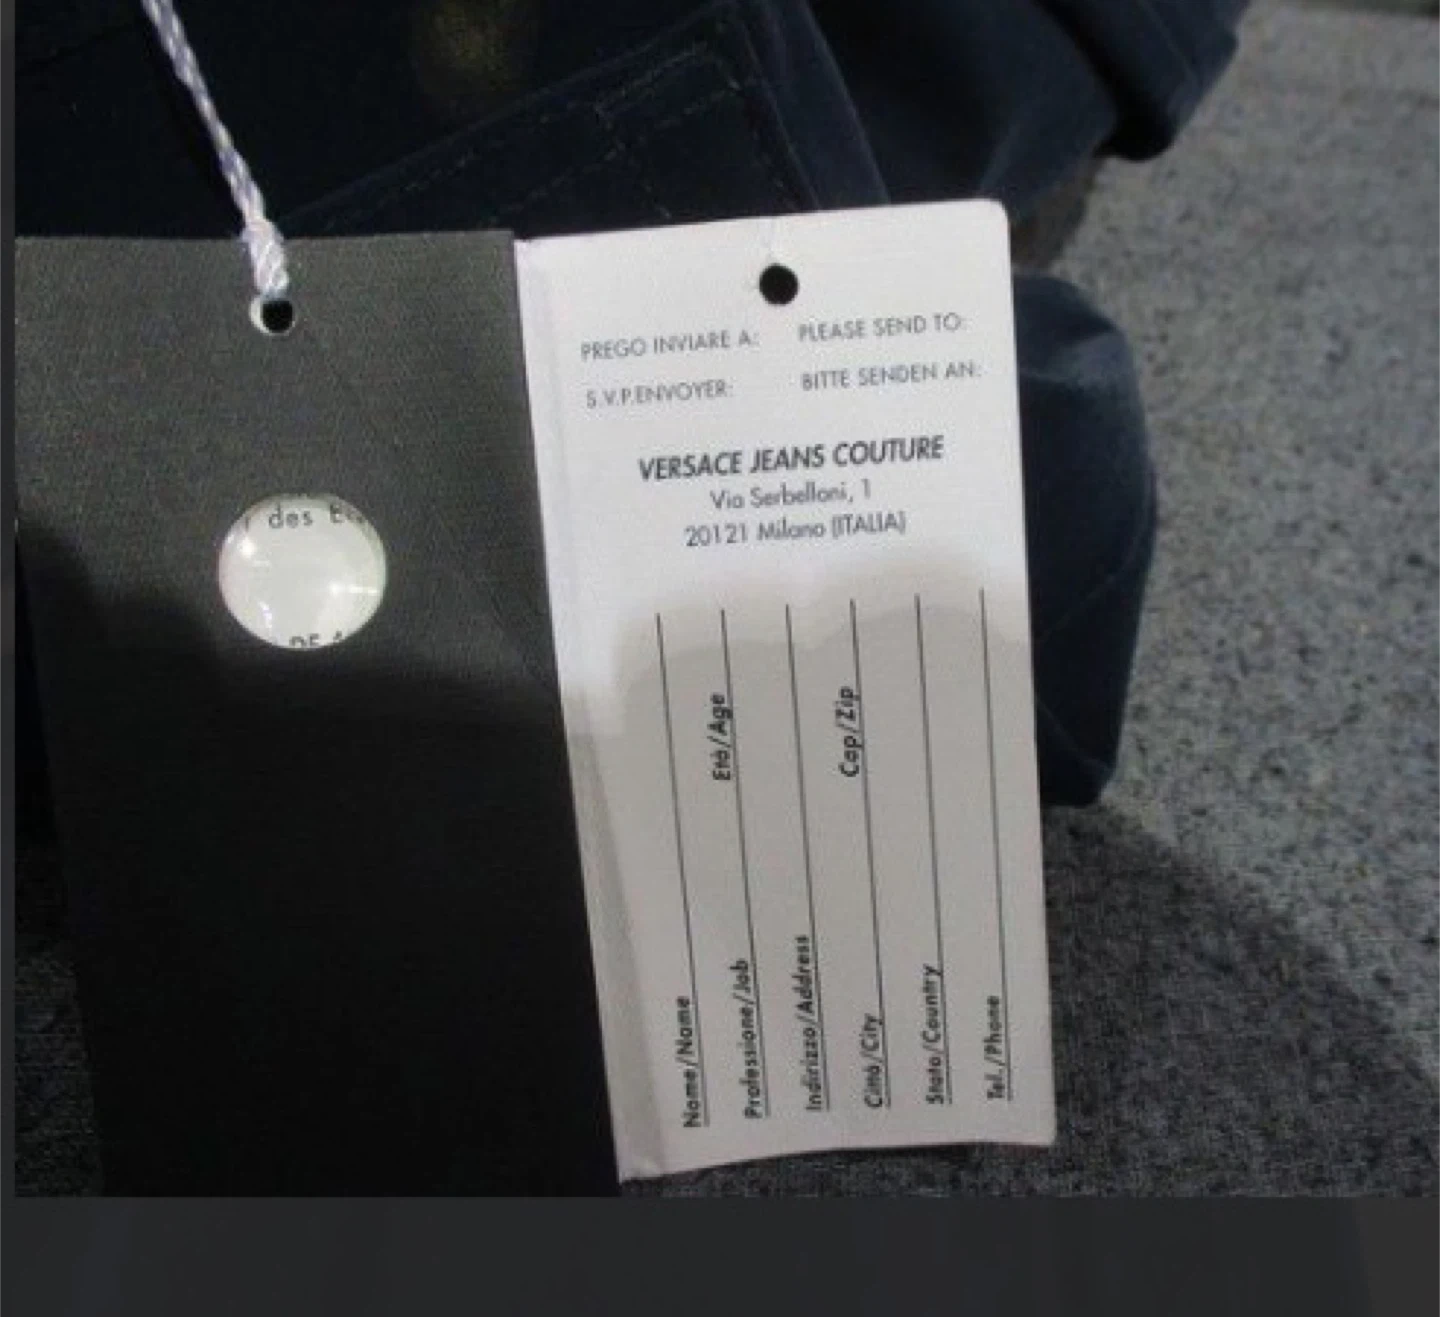 PREGO INVIARE A: PLEASE SEND TO:
S.V.P.ENVOYER: BITTE SENDEN AN:
VERSACE JEANS COUTURE
Via Serbelloni, 1
20121 Milano (ITALIA)
Name/Name
Professione/Job Età/Age
Indirizzo/Address
Città/City Cap/Zip
Stato/Country
Tel./Phone
des